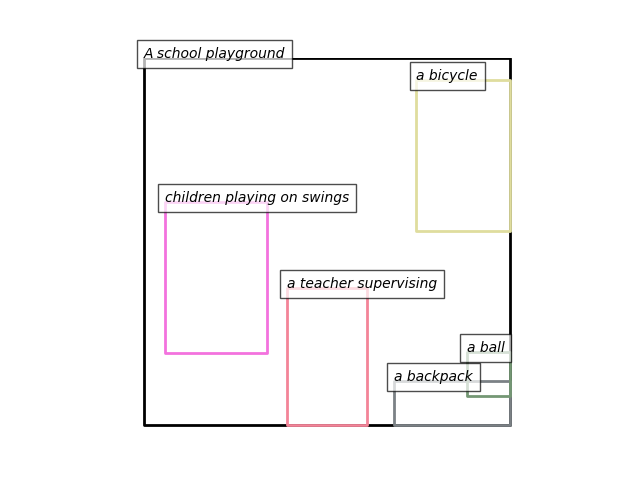 A school playground
a bicycle
children playing on swings
a teacher supervising
a ball
a backpack